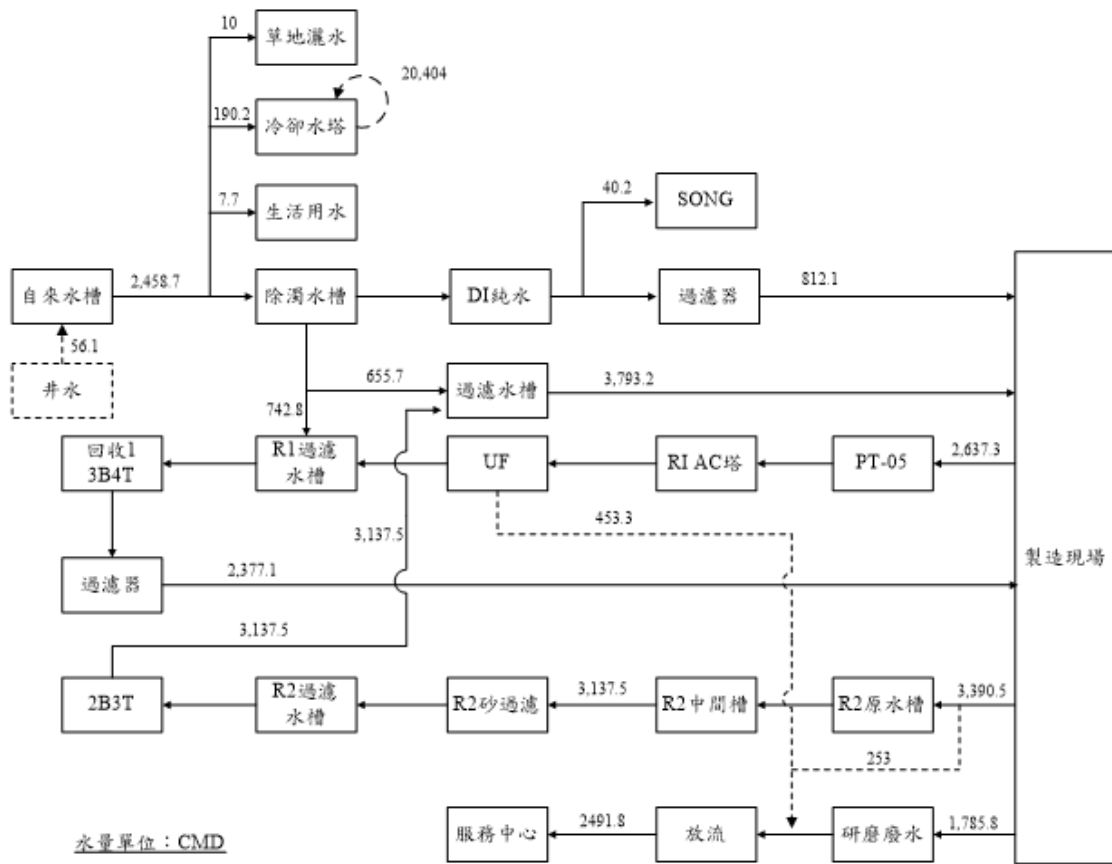 10
草地灑水
20,404
190.2
冷卻水塔
7.7
生活用水
40.2
SONG
自來水槽
2,458.7
除濁水槽
DI純水
過濾器
812.1
56.1
井水
655.7
過濾水槽
3,793.2
742.8
回收1
3B4T
R1過濾
水槽
UF
RI AC塔
PT-05
2,637.3
3,137.5
453.3
製造現場
過濾器
2,377.1
3,137.5
2B3T
R2過濾
水槽
R2砂過濾
3,137.5
R2中間槽
R2原水槽
3,390.5
253
服務中心
2491.8
放流
研磨廢水
1,785.8
水量單位：CMD